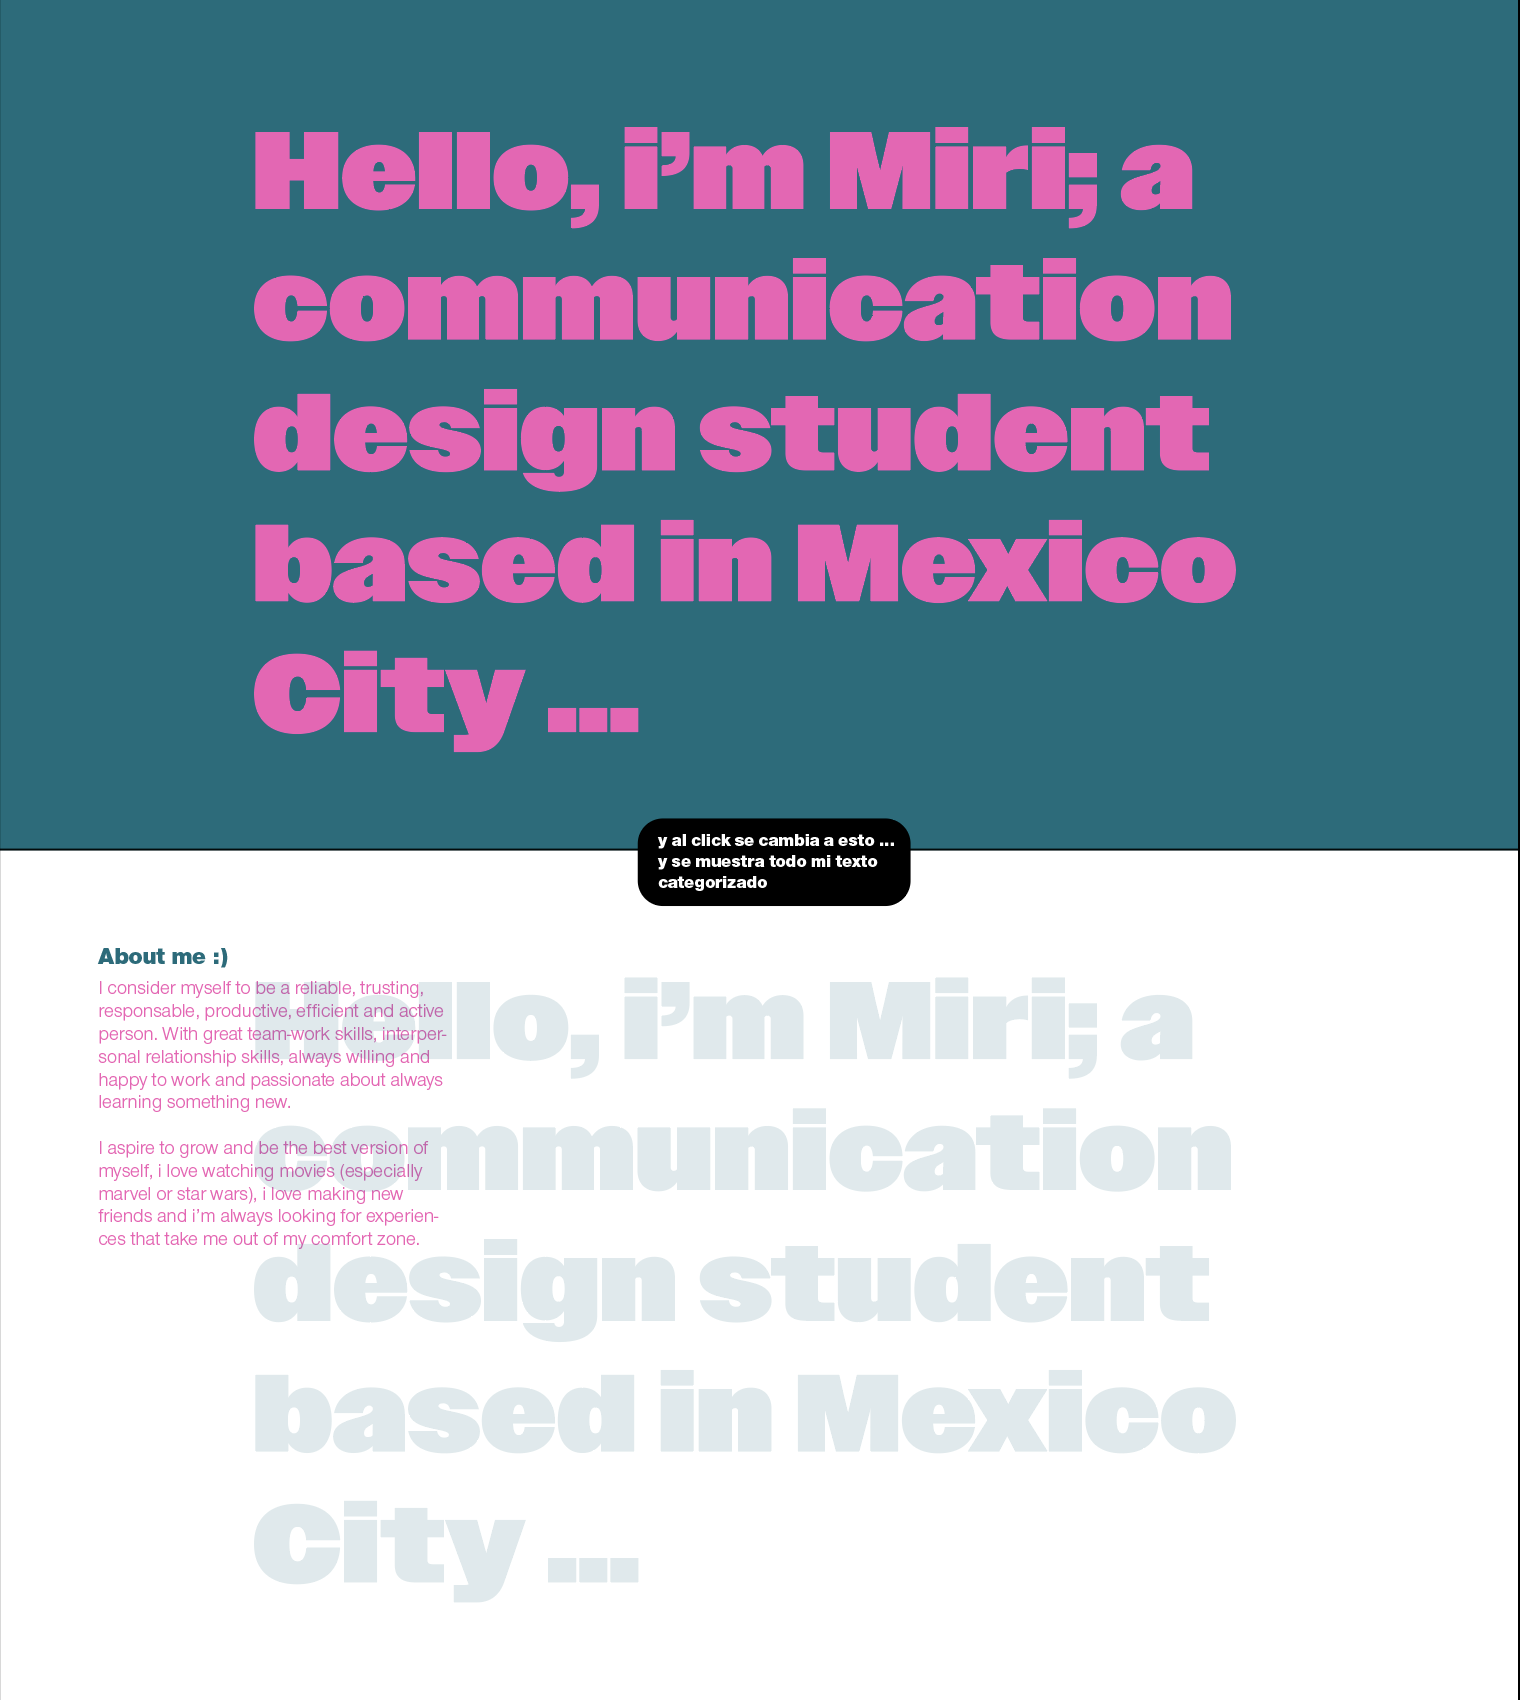 Hello, i’m Miri; a
communication
design student
based in Mexico
City ...
y al click se cambia a esto ...
y se muestra todo mi texto
categorizado
About me :)
I consider myself to be a reliable, trusting,
responsable, productive, efficient and active
person. With great team-work skills, interper-
sonal relationship skills, always willing and
happy to work and passionate about always
learning something new.
I aspire to grow and be the best version of
myself, i love watching movies (especially
marvel or star wars), i love making new
friends and i’m always looking for experien-
ces that take me out of my comfort zone.
Hello, i’m Miri; a
communication
design student
based in Mexico
City ...